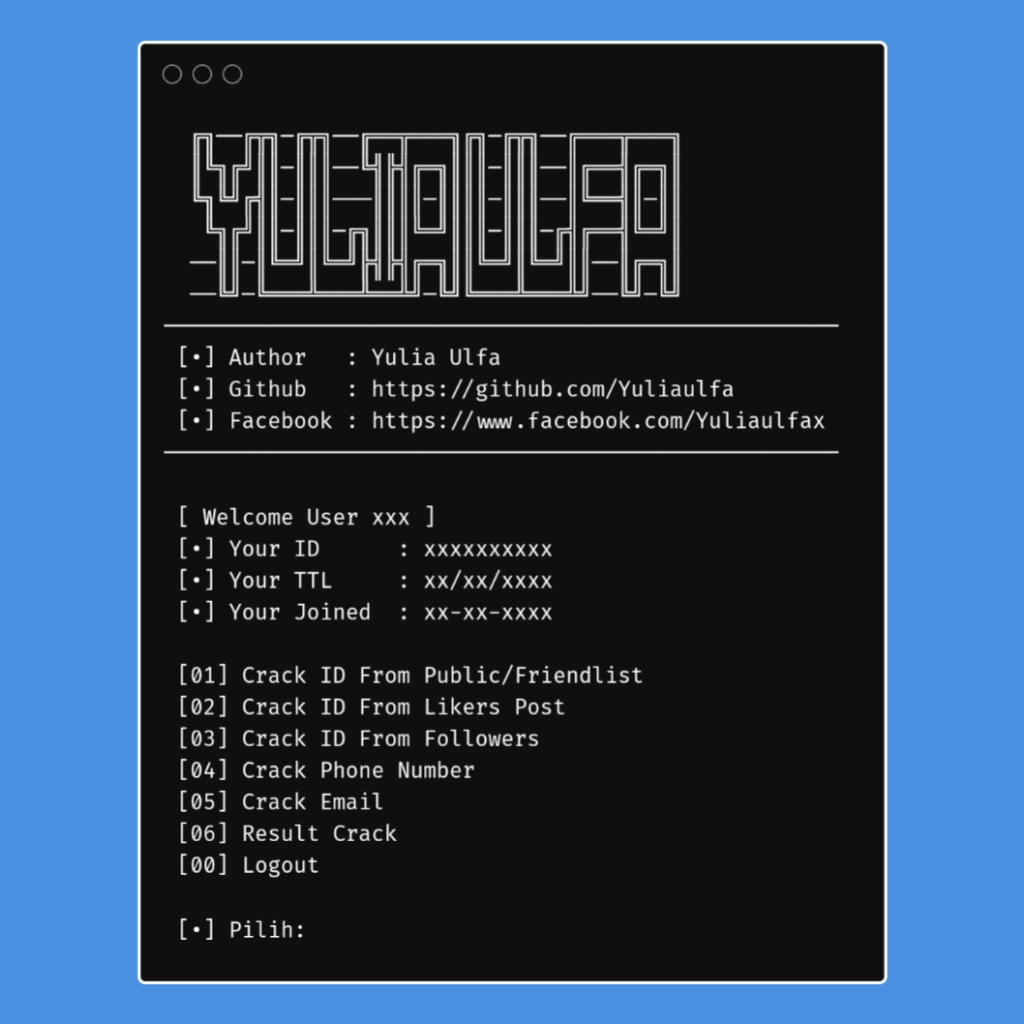 YULIAULFA
[•] Author   : Yulia Ulfa
[•] Github   : https://github.com/Yuliaulfa
[•] Facebook : https://www.facebook.com/Yuliaulfax
[ Welcome User xxx ]
[•] Your ID      : xxxxxxxxxx
[•] Your TTL     : xx/xx/xxxx
[•] Your Joined  : xx-xx-xxxx
[01] Crack ID From Public/Friendlist
[02] Crack ID From Likers Post
[03] Crack ID From Followers
[04] Crack Phone Number
[05] Crack Email
[06] Result Crack
[00] Logout
[•] Pilih: